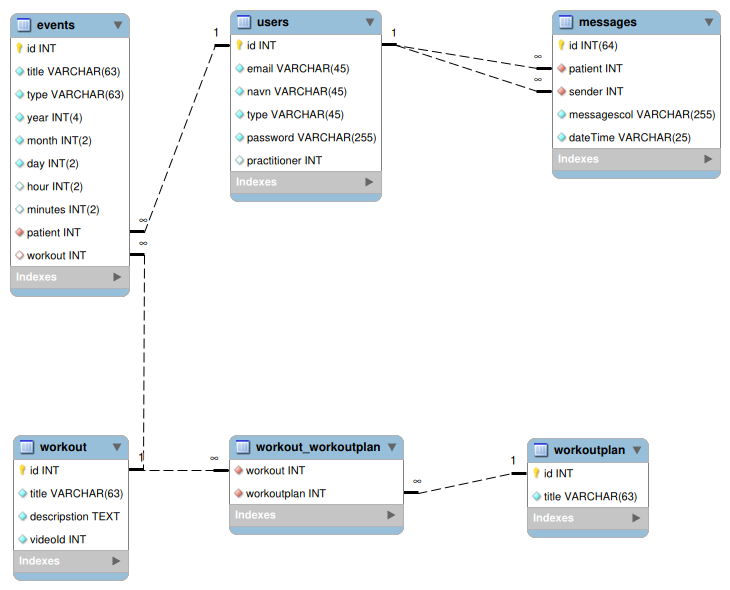 events
id INT
title VARCHAR(63)
type VARCHAR(63)
year INT(4)
month INT(2)
day INT(2)
hour INT(2)
minutes INT(2)
patient INT
workout INT
Indexes
1
∞
∞
users
id INT
email VARCHAR(45)
navn VARCHAR(45)
type VARCHAR(45)
password VARCHAR(255)
practitioner INT
Indexes
1
∞
∞
messages
id INT(64)
patient INT
sender INT
messagescol VARCHAR(255)
dateTime VARCHAR(25)
Indexes
workout
id INT
title VARCHAR(63)
descripstion TEXT
videoId INT
Indexes
1
∞
workout_workoutplan
workout INT
workoutplan INT
Indexes
∞
1
workoutplan
id INT
title VARCHAR(63)
Indexes